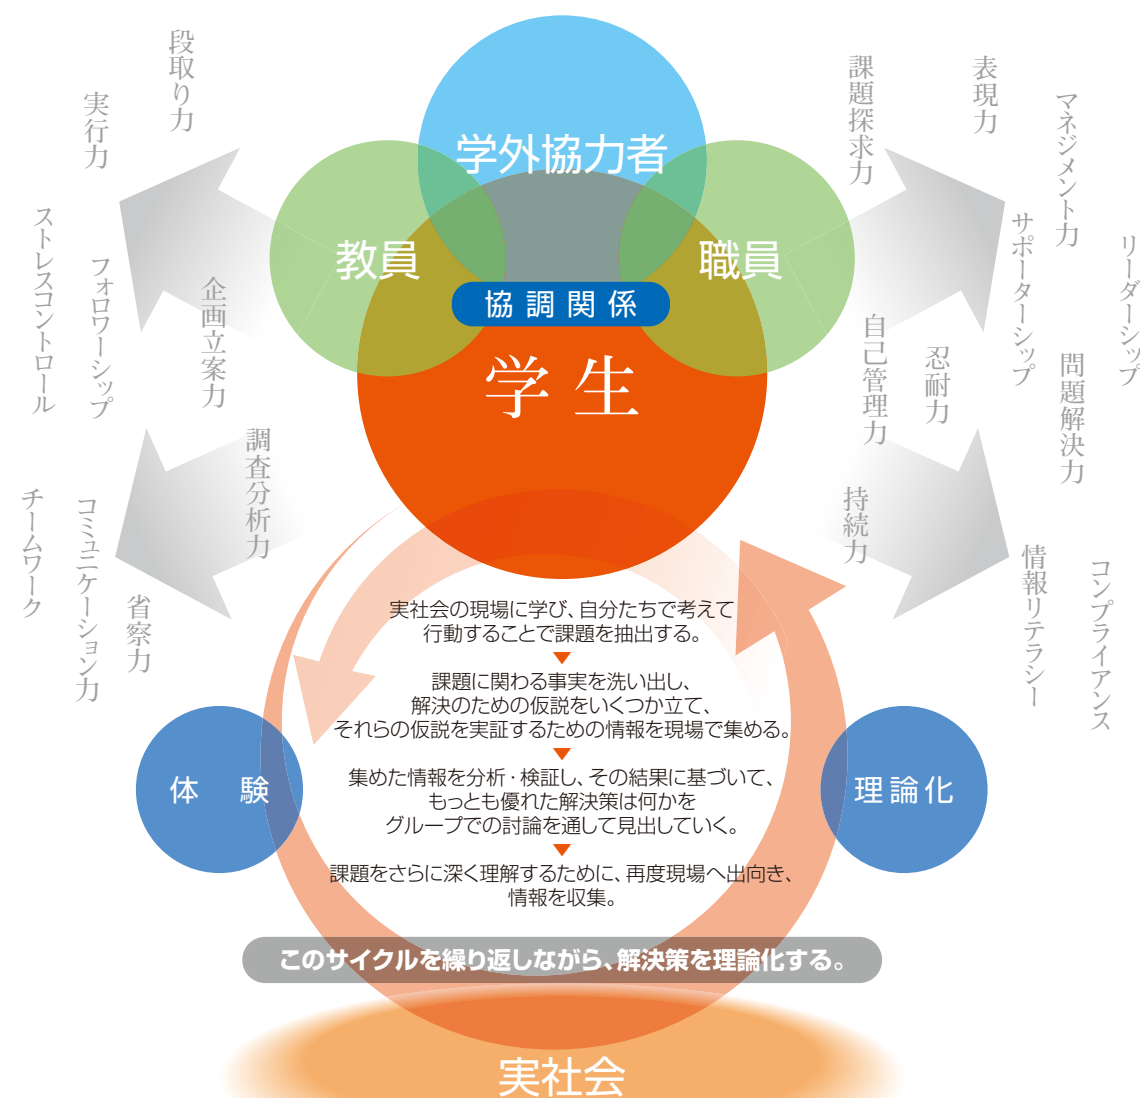 段取り力
実行力
ストレスコントロール
フォロワーシップ
企画立案力
調査分析力
チームワーク
コミュニケーション力
省察力
課題探求力
表現力
マネジメント力
サポーターシップ
リーダーシップ
自己管理力
忍耐力
問題解決力
持続力
情報リテラシー
コンプライアンス
学外協力者
教員
職員
協調関係
学生
実社会の現場に学び、自分たちで考えて
行動することで課題を抽出する。
課題に関わる事実を洗い出し、
解決のための仮説をいくつか立て、
それらの仮説を実証するための情報を現場で集める。
集めた情報を分析・検証し、その結果に基づいて、
もっとも優れた解決策は何かを
グループでの討論を通して見出していく。
課題をさらに深く理解するために、再度現場へ出向き、
情報を収集。
体　験
理論化
このサイクルを繰り返しながら、解決策を理論化する。
実社会